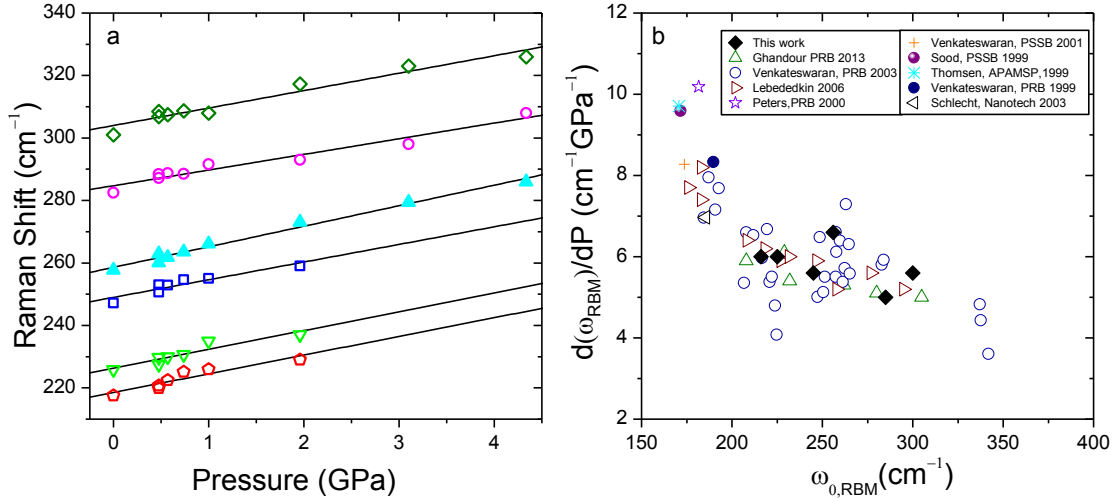 a
Raman Shift (cm⁻¹)
340
320
300
280
260
240
220
0
1
2
3
4
Pressure (GPa)
b
This work
Ghandour PRB 2013
Venkateswaran, PRB 2003
Lebededkin 2006
Peters,PRB 2000
Venkateswaran, PSSB 2001
Sood, PSSB 1999
Thomsen, APAMSP,1999
Venkateswaran, PRB 1999
Schlecht, Nanotech 2003
d(ω_RBM)/dP (cm⁻¹GPa⁻¹)
12
10
8
6
4
2
150
200
250
300
350
400
ω₀,RBM(cm⁻¹)